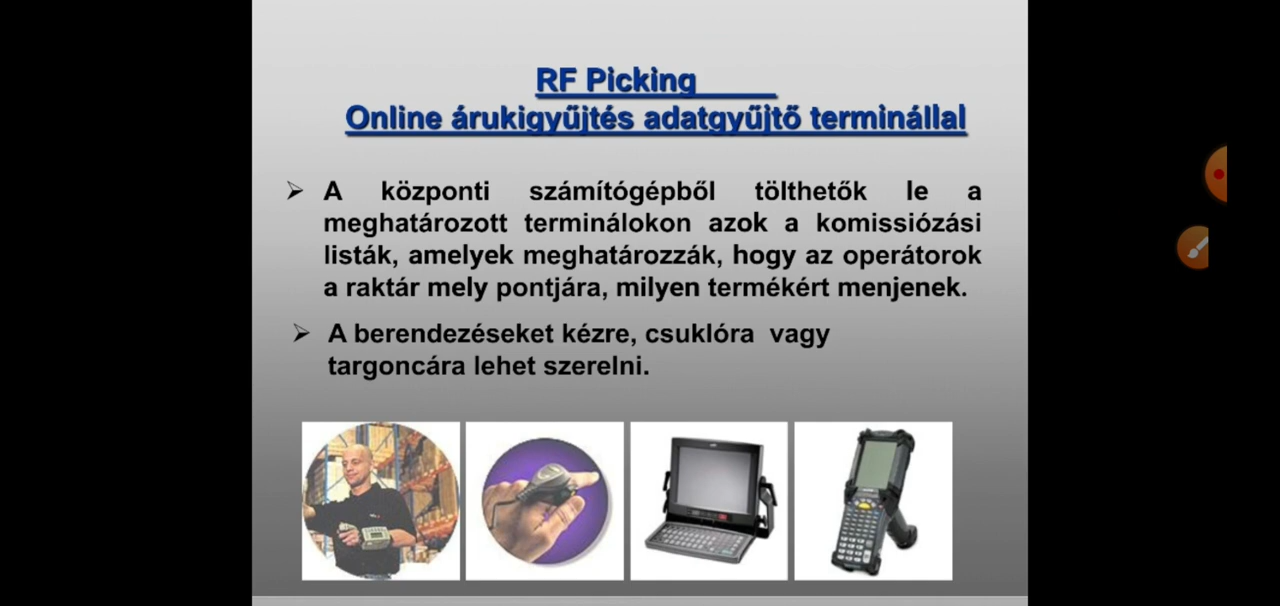 RF Picking
Online árukigyűjtés adatgyűjtő terminállal
A központi számítógépből tölthetők le a
meghatározott terminálokon azok a komissiózási
listák, amelyek meghatározzák, hogy az operátorok
a raktár mely pontjára, milyen termékért menjenek.
A berendezéseket kézre, csuklóra vagy
targoncára lehet szerelni.